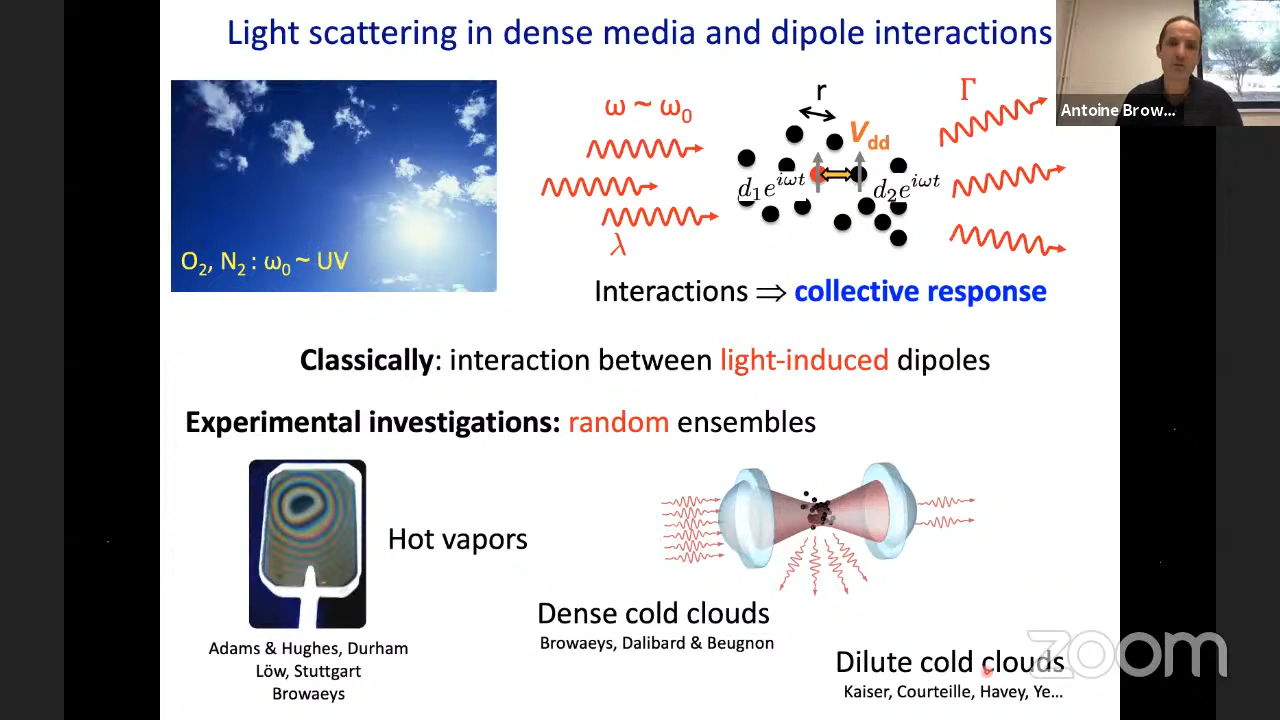 Light scattering in dense media and dipole interactions
Antoine Brow...
O2, N2 : ω0 ~ UV
ω ~ ω0
λ
r
Vdd
d1e^iωt
d2e^iωt
Γ
Interactions ⟹ collective response
Classically: interaction between light-induced dipoles
Experimental investigations: random ensembles
Hot vapors
Adams & Hughes, Durham
Löw, Stuttgart
Browaeys
Dense cold clouds
Browaeys, Dalibard & Beugnon
Dilute cold clouds
Kaiser, Courteille, Havey, Ye...
zoom